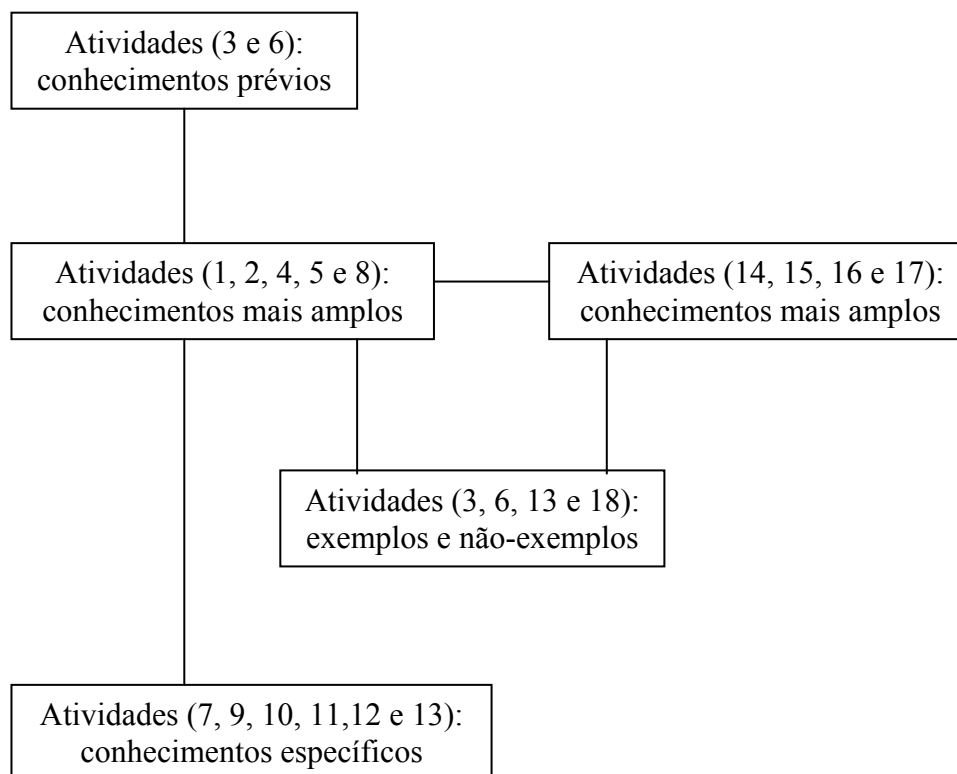 Atividades (3 e 6):
conhecimentos prévios
Atividades (1, 2, 4, 5 e 8):
conhecimentos mais amplos
Atividades (14, 15, 16 e 17):
conhecimentos mais amplos
Atividades (3, 6, 13 e 18):
exemplos e não-exemplos
Atividades (7, 9, 10, 11,12 e 13):
conhecimentos específicos